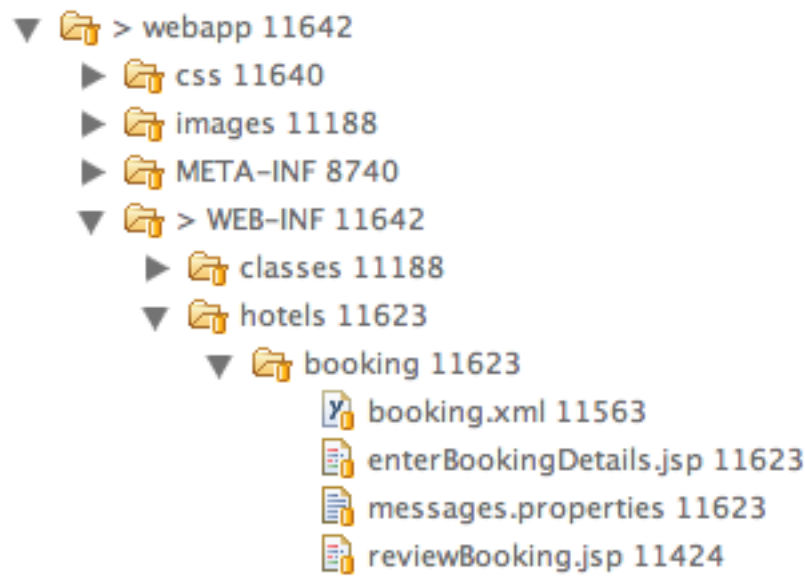 > webapp 11642
css 11640
images 11188
META-INF 8740
> WEB-INF 11642
classes 11188
hotels 11623
booking 11623
booking.xml 11563
enterBookingDetails.jsp 11623
messages.properties 11623
reviewBooking.jsp 11424